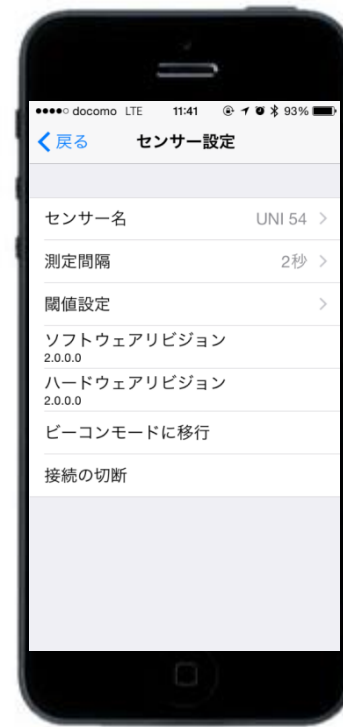 docomo LTE 11:41 93%
戻る センサー設定
センサー名 UNI 54
測定間隔 2秒
閾値設定
ソフトウェアリビジョン
2.0.0.0
ハードウェアリビジョン
2.0.0.0
ビーコンモードに移行
接続の切断